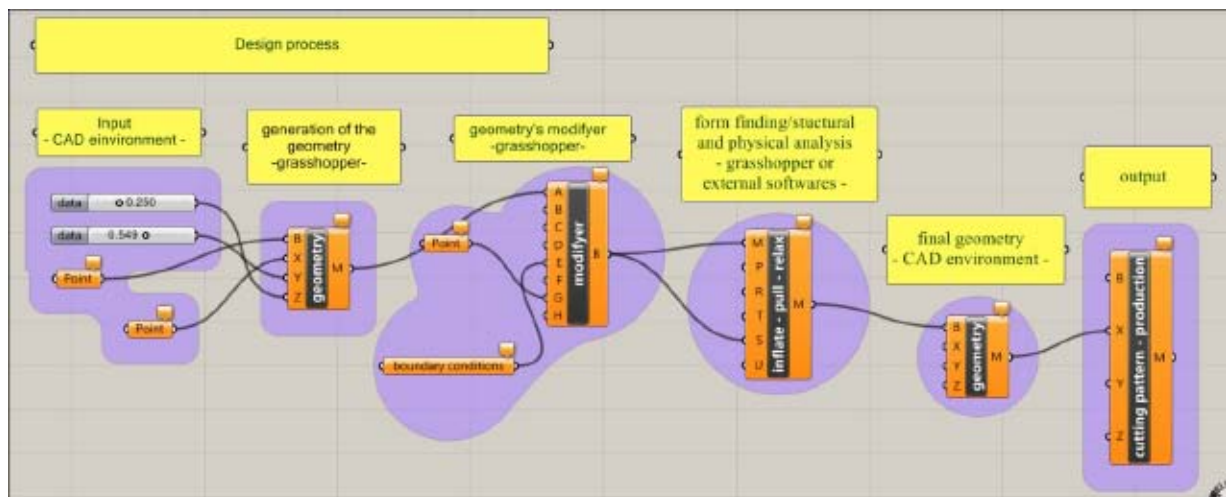 Design process
Input
- CAD einvironment -
generation of the
geometry
-grasshopper-
geometry's modifyer
-grasshopper-
form finding/stuctural
and physical analysis
- grasshopper or
external softwares -
final geometry
- CAD environment -
output
data 0.250
data 0.549
Point
Point
B
X
Y
Z
geometry
M
Point
boundary conditions
A
B
C
D
E
F
G
H
modifyer
B
M
P
R
T
S
U
inflate - pull - relax
M
B
X
Y
Z
geometry
M
B
X
Y
Z
cutting pattern - production
M